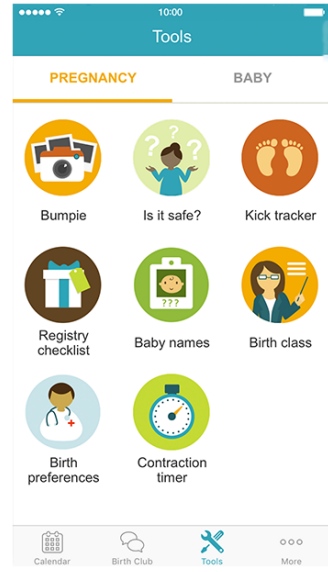 10:00
Tools
PREGNANCY
BABY
? ? ?
Bumpie
Is it safe?
Kick tracker
???
Registry
checklist
Baby names
Birth class
Birth
preferences
Contraction
timer
Calendar
Birth Club
Tools
More